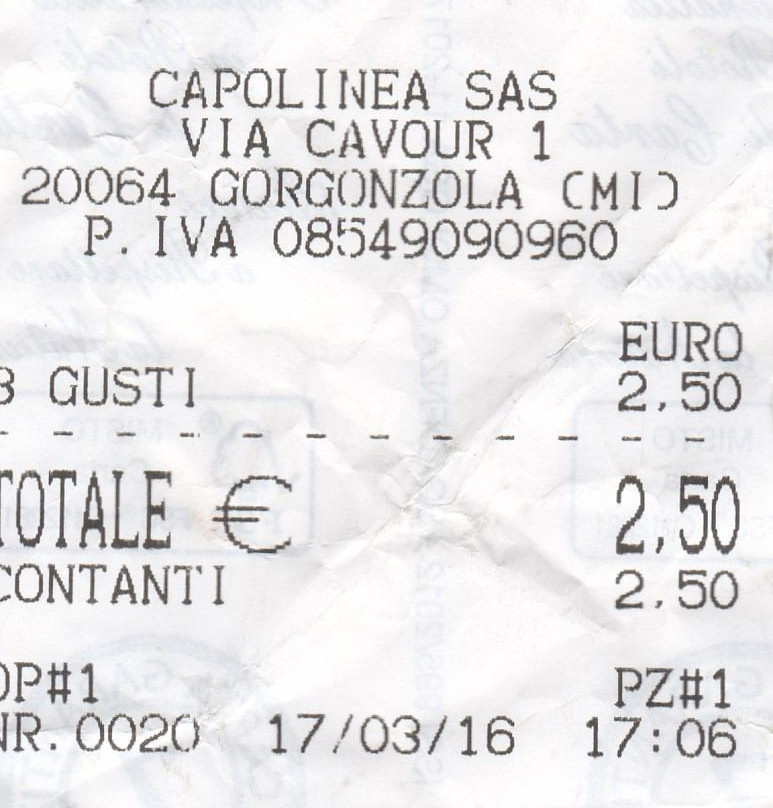 CAPOLINEA SAS
VIA CAVOUR 1
20064 GORGONZOLA (MI)
P. IVA 08549090960
EURO
3 GUSTI 2,50
TOTALE € 2,50
CONTANTI 2,50
OP#1 PZ#1
NR.0020 17/03/16 17:06